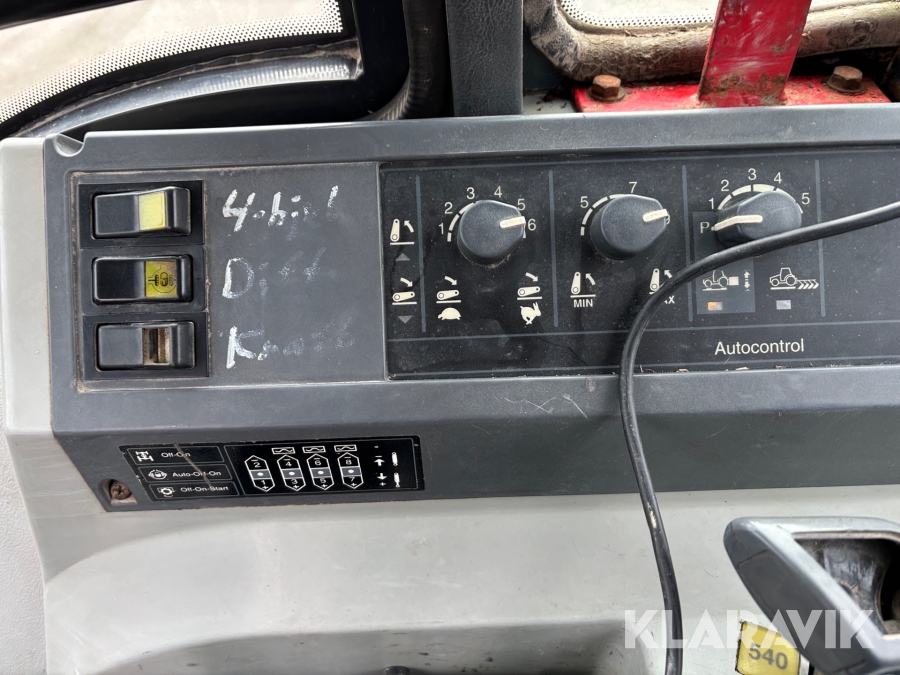 4-hjul
Diff
1 2 3 4 5 6
5 7
MIN
P 1 2 3 4 5
Autocontrol
Off-On
Auto-Off-On
Off-On-Start
2 4 6 8
1 3 5 7
- +
540
KLARAVIK